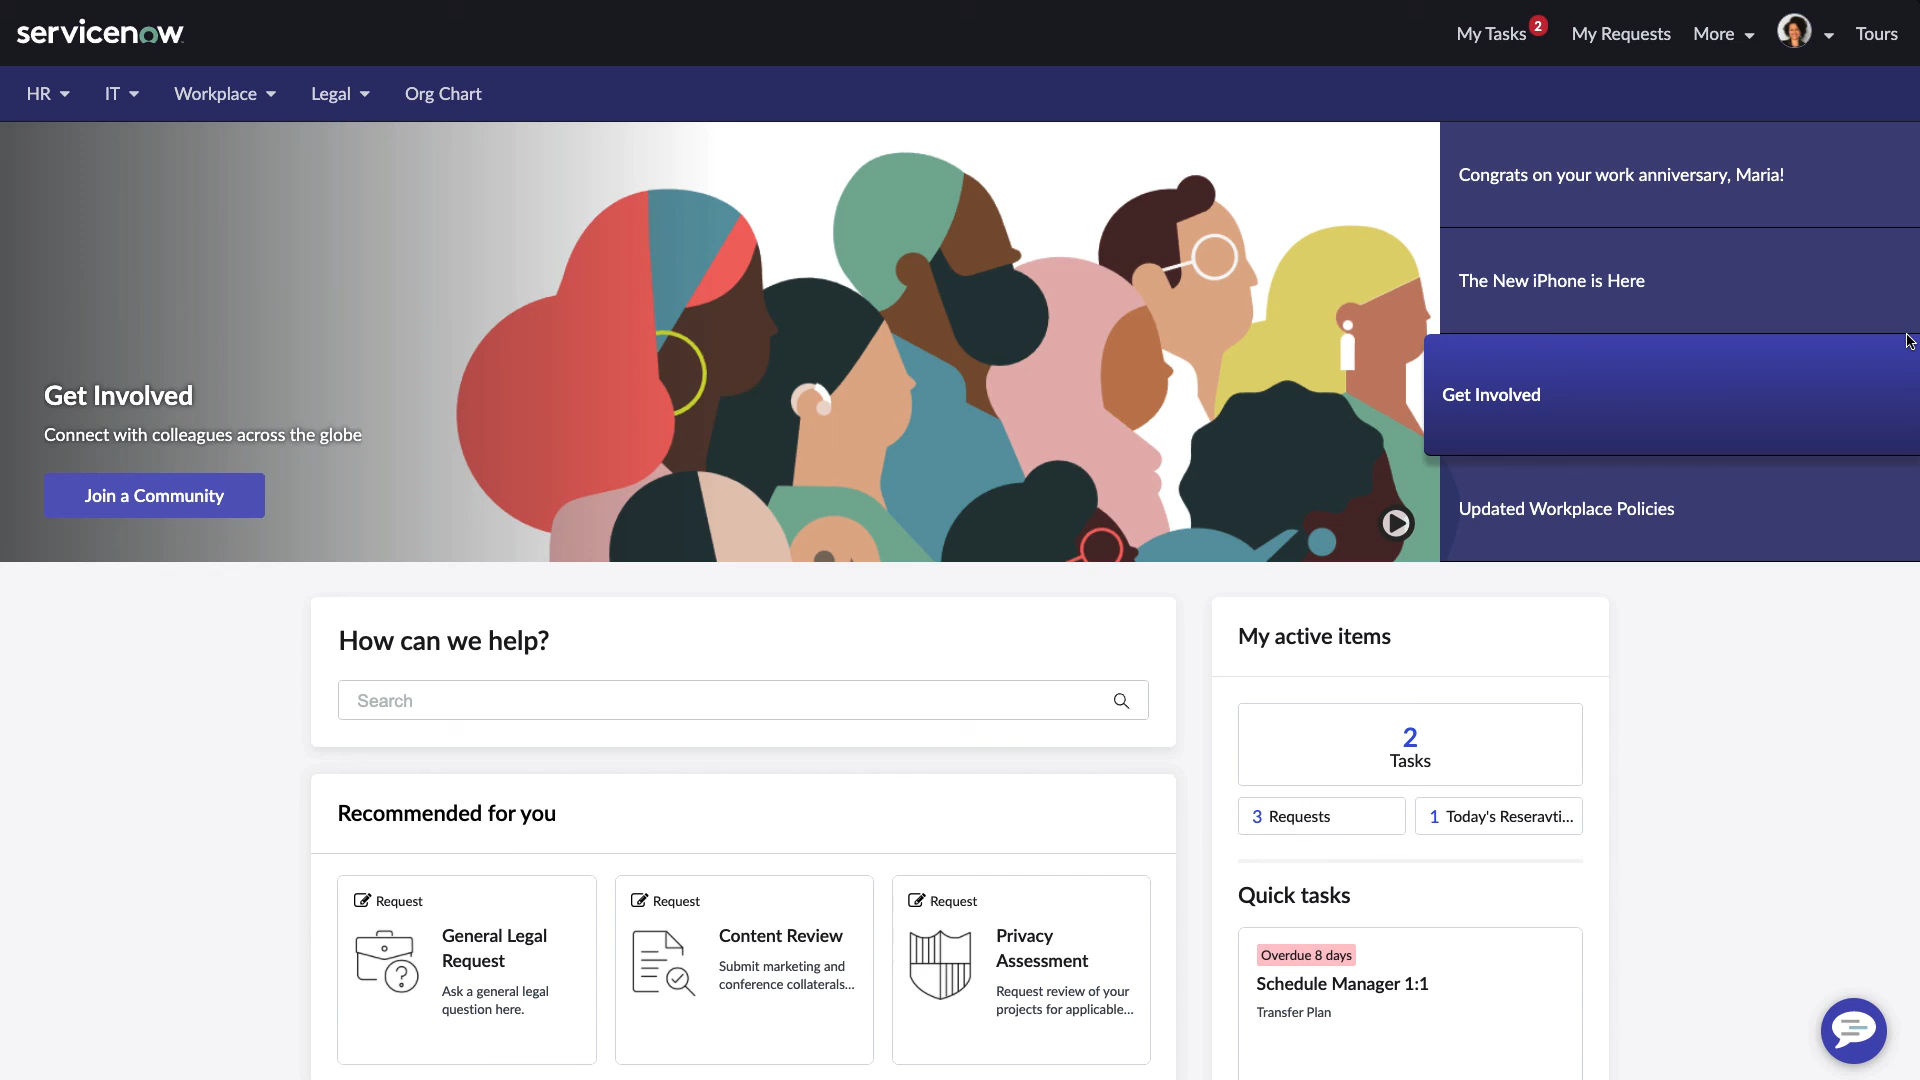 servicenow
My Tasks 2 My Requests More Tours
HR IT Workplace Legal Org Chart
Congrats on your work anniversary, Maria!
The New iPhone is Here
Get Involved
Updated Workplace Policies
Get Involved
Connect with colleagues across the globe
Join a Community
How can we help?
Search
Recommended for you
Request
General Legal
Request
Ask a general legal
question here.
Request
Content Review
Submit marketing and
conference collaterals...
Request
Privacy
Assessment
Request review of your
projects for applicable...
My active items
2
Tasks
3 Requests
1 Today's Reseravti...
Quick tasks
Overdue 8 days
Schedule Manager 1:1
Transfer Plan